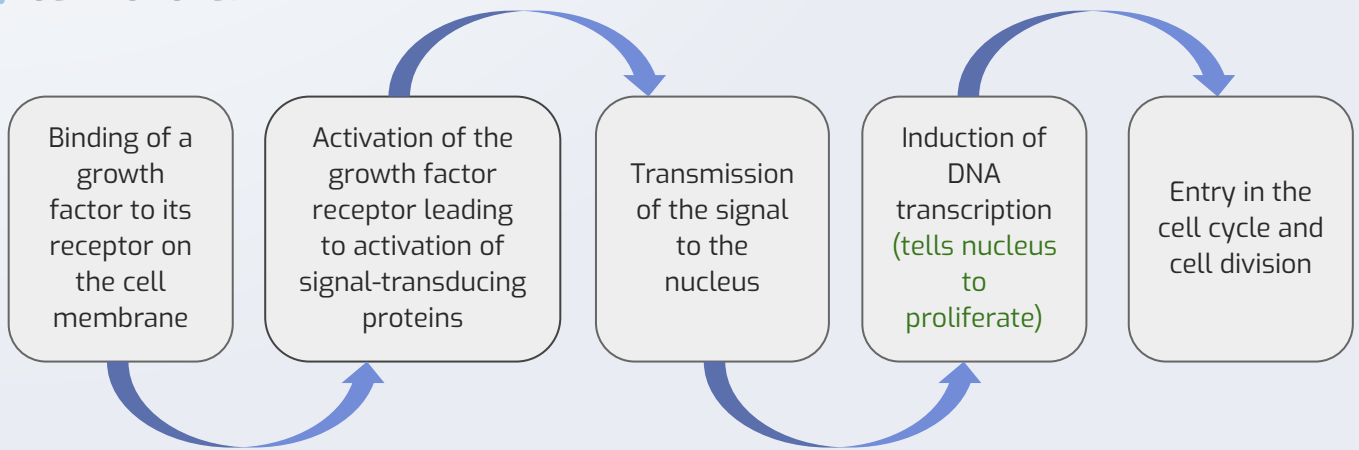 Binding of a
growth
factor to its
receptor on
the cell
membrane
Activation of the
growth factor
receptor leading
to activation of
signal-transducing
proteins
Transmission
of the signal
to the
nucleus
Induction of
DNA
transcription
(tells nucleus
to
proliferate)
Entry in the
cell cycle and
cell division